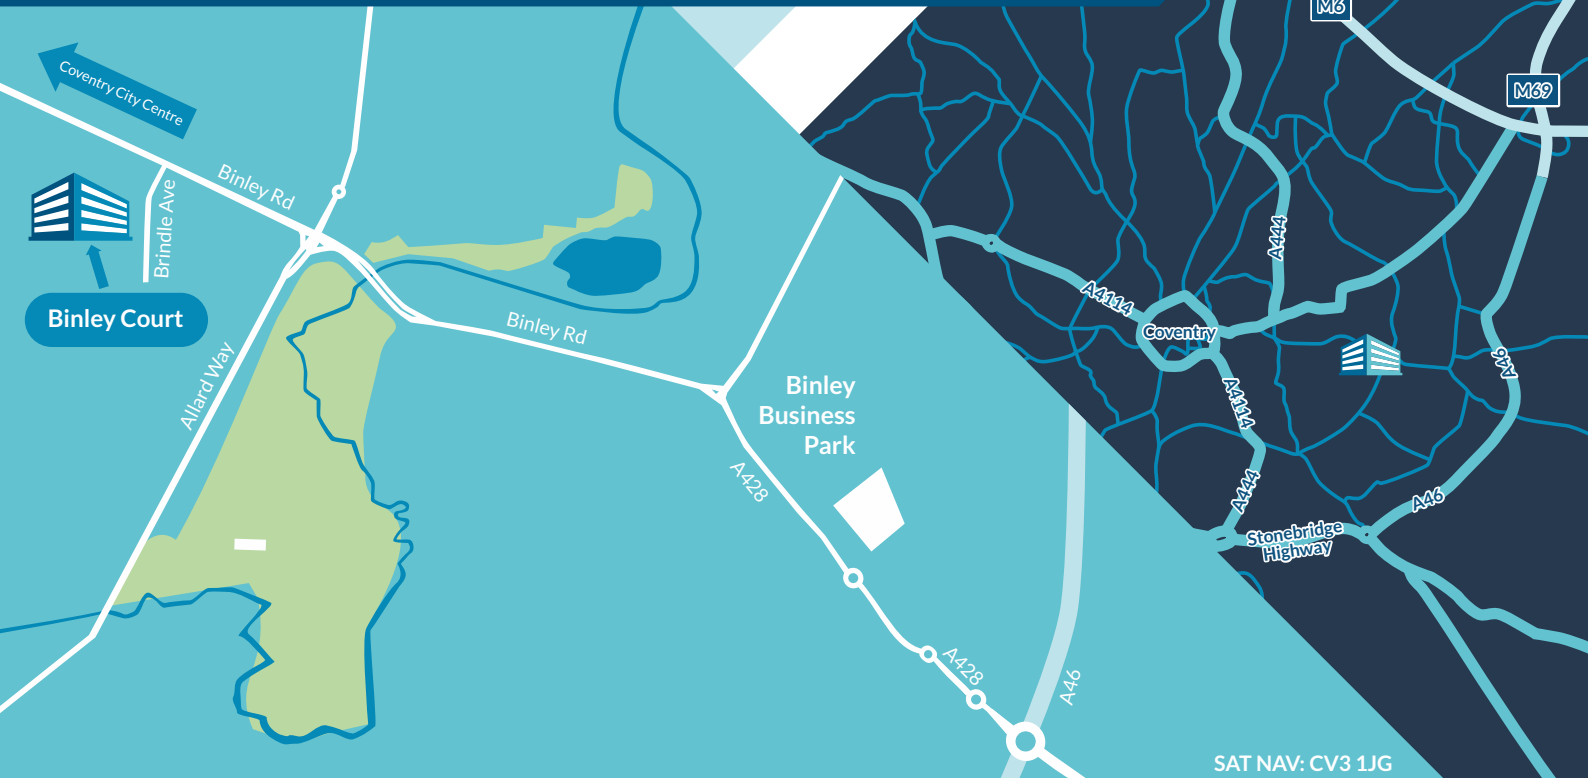 M6
M69
Coventry City Centre
Binley Rd
Brindle Ave
A444
A4114
Coventry
Binley Court
Binley Rd
Allard Way
A46
Binley
Business
Park
A4114
A428
A444
A46
Stonebridge
Highway
A428
A46
SAT NAV: CV3 1JG